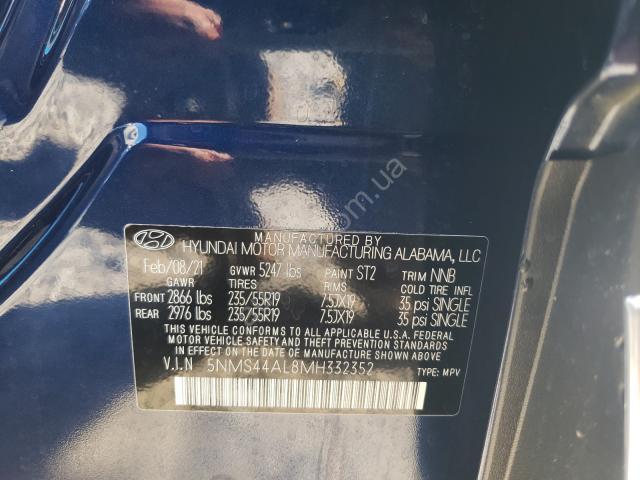 MANUFACTURED BY
HYUNDAI MOTOR MANUFACTURING ALABAMA, LLC
Feb/08/21 GVWR 5247 lbs PAINT ST2 TRIM NNB
GAWR TIRES RIMS COLD TIRE INFL
FRONT 2866 lbs 235/55R19 7.5JX19 35 psi SINGLE
REAR 2976 lbs 235/55R19 7.5JX19 35 psi SINGLE
THIS VEHICLE CONFORMS TO ALL APPLICABLE U.S.A. FEDERAL
MOTOR VEHICLE SAFETY AND THEFT PREVENTION STANDARDS
IN EFFECT ON THE DATE OF MANUFACTURE SHOWN ABOVE.
V.I.N 5NMS44AL8MH332352 TYPE: MPV